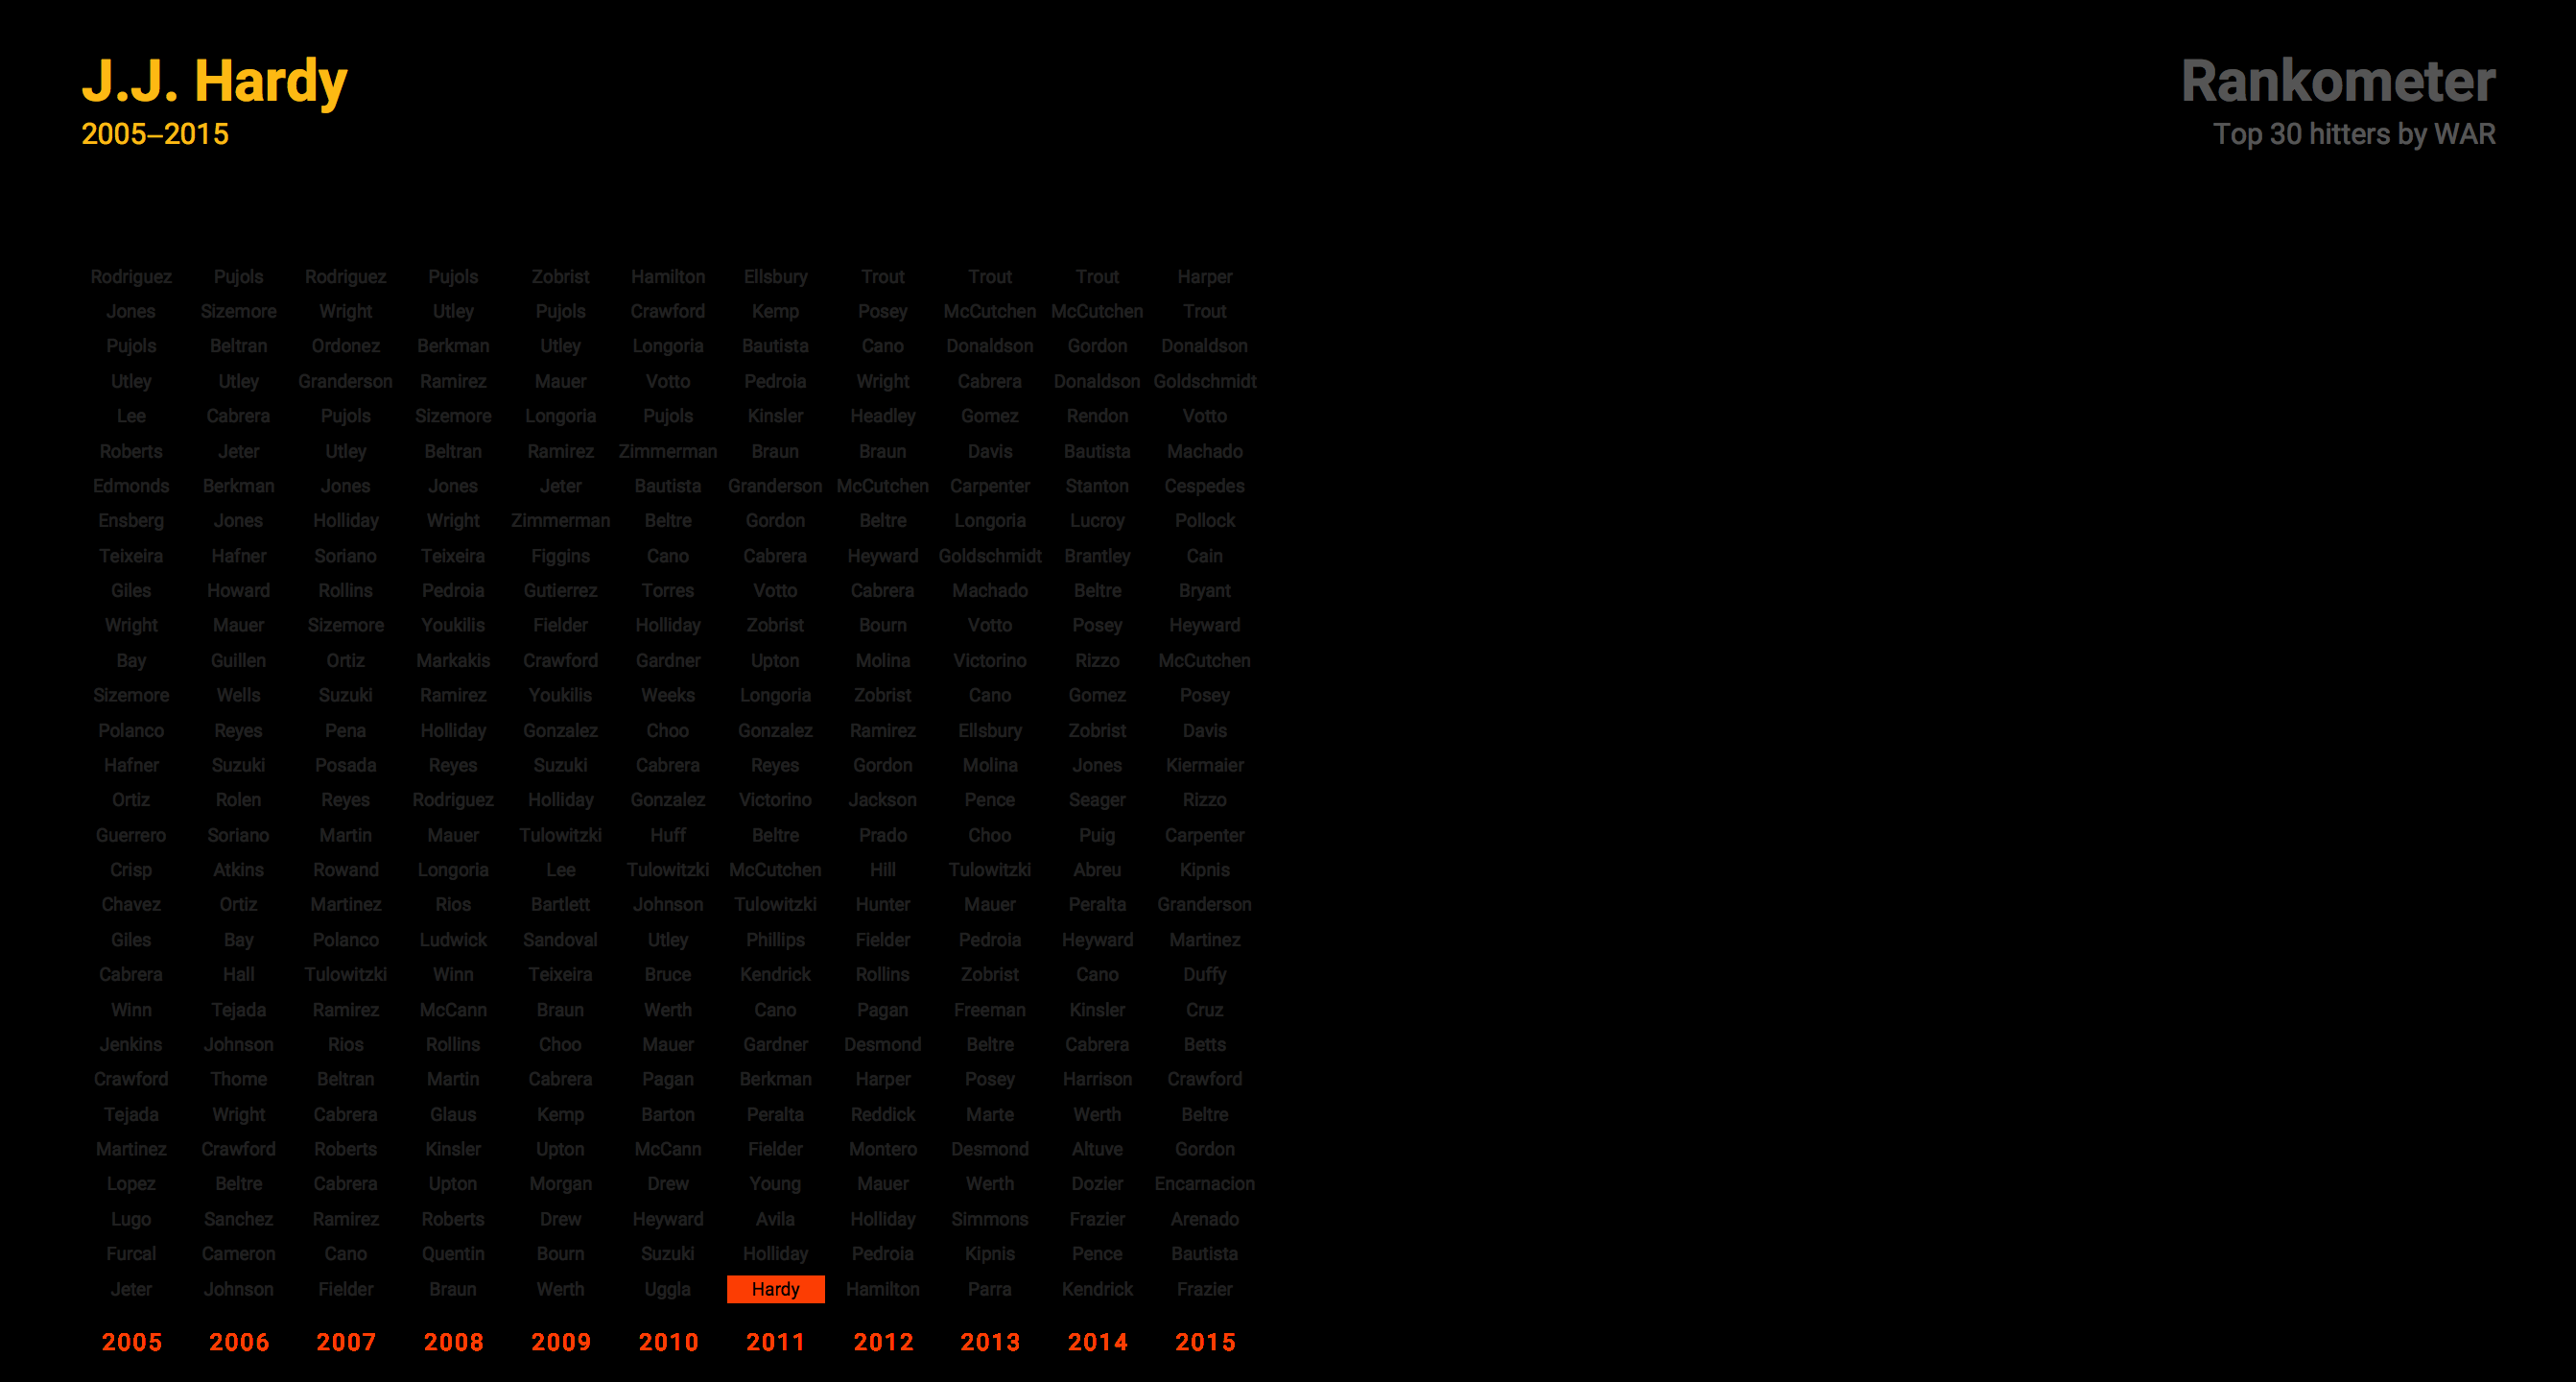 J.J. Hardy
2005–2015
Rankometer
Top 30 hitters by WAR
Rodriguez Pujols Rodriguez Pujols Zobrist Hamilton Ellsbury Trout Trout Trout Harper
Jones Sizemore Wright Utley Pujols Crawford Kemp Posey McCutchen McCutchen Trout
Pujols Beltran Ordonez Berkman Utley Longoria Bautista Cano Donaldson Gordon Donaldson
Utley Utley Granderson Ramirez Mauer Votto Pedroia Wright Cabrera Donaldson Goldschmidt
Lee Cabrera Pujols Sizemore Longoria Pujols Kinsler Headley Gomez Rendon Votto
Roberts Jeter Utley Beltran Ramirez Zimmerman Braun Braun Davis Bautista Machado
Edmonds Berkman Jones Jones Jeter Bautista Granderson McCutchen Carpenter Stanton Cespedes
Ensberg Jones Holliday Wright Zimmerman Beltre Gordon Beltre Longoria Lucroy Pollock
Teixeira Hafner Soriano Teixeira Figgins Cano Cabrera Heyward Goldschmidt Brantley Cain
Giles Howard Rollins Pedroia Gutierrez Torres Votto Cabrera Machado Beltre Bryant
Wright Mauer Sizemore Youkilis Fielder Holliday Zobrist Bourn Votto Posey Heyward
Bay Guillen Ortiz Markakis Crawford Gardner Upton Molina Victorino Rizzo McCutchen
Sizemore Wells Suzuki Ramirez Youkilis Weeks Longoria Zobrist Cano Gomez Posey
Polanco Reyes Pena Holliday Gonzalez Choo Gonzalez Ramirez Ellsbury Zobrist Davis
Hafner Suzuki Posada Reyes Suzuki Cabrera Reyes Gordon Molina Jones Kiermaier
Ortiz Rolen Reyes Rodriguez Holliday Gonzalez Victorino Jackson Pence Seager Rizzo
Guerrero Soriano Martin Mauer Tulowitzki Huff Beltre Prado Choo Puig Carpenter
Crisp Atkins Rowand Longoria Lee Tulowitzki McCutchen Hill Tulowitzki Abreu Kipnis
Chavez Ortiz Martinez Rios Bartlett Johnson Tulowitzki Hunter Mauer Peralta Granderson
Giles Bay Polanco Ludwick Sandoval Utley Phillips Fielder Pedroia Heyward Martinez
Cabrera Hall Tulowitzki Winn Teixeira Bruce Kendrick Rollins Zobrist Cano Duffy
Winn Tejada Ramirez McCann Braun Werth Cano Pagan Freeman Kinsler Cruz
Jenkins Johnson Rios Rollins Choo Mauer Gardner Desmond Beltre Cabrera Betts
Crawford Thome Beltran Martin Cabrera Pagan Berkman Harper Posey Harrison Crawford
Tejada Wright Cabrera Glaus Kemp Barton Peralta Reddick Marte Werth Beltre
Martinez Crawford Roberts Kinsler Upton McCann Fielder Montero Desmond Altuve Gordon
Lopez Beltre Cabrera Upton Morgan Drew Young Mauer Werth Dozier Encarnacion
Lugo Sanchez Ramirez Roberts Drew Heyward Avila Holliday Simmons Frazier Arenado
Furcal Cameron Cano Quentin Bourn Suzuki Holliday Pedroia Kipnis Pence Bautista
Jeter Johnson Fielder Braun Werth Uggla Hardy Hamilton Parra Kendrick Frazier
2005 2006 2007 2008 2009 2010 2011 2012 2013 2014 2015